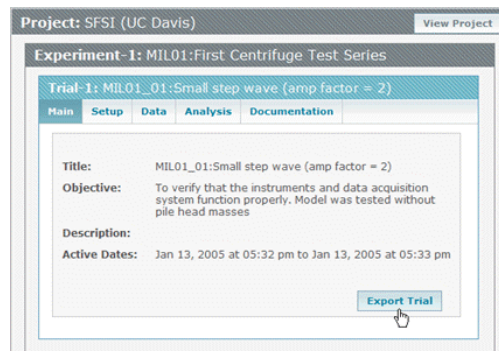 Project: SFSI (UC Davis)
View Project
Experiment-1: MIL01:First Centrifuge Test Series
Trial-1: MIL01_01:Small step wave (amp factor = 2)
Main Setup Data Analysis Documentation
Title: MIL01_01:Small step wave (amp factor = 2)
Objective: To verify that the instruments and data acquisition
system function properly. Model was tested without
pile head masses
Description:
Active Dates: Jan 13, 2005 at 05:32 pm to Jan 13, 2005 at 05:33 pm
Export Trial